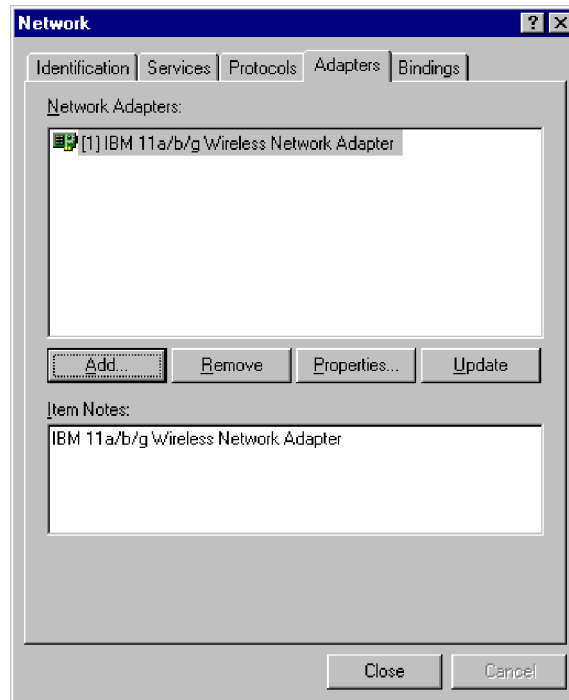 Network
Identification Services Protocols Adapters Bindings
Network Adapters:
[1] IBM 11a/b/g Wireless Network Adapter
Add... Remove Properties... Update
Item Notes:
IBM 11a/b/g Wireless Network Adapter
Close Cancel